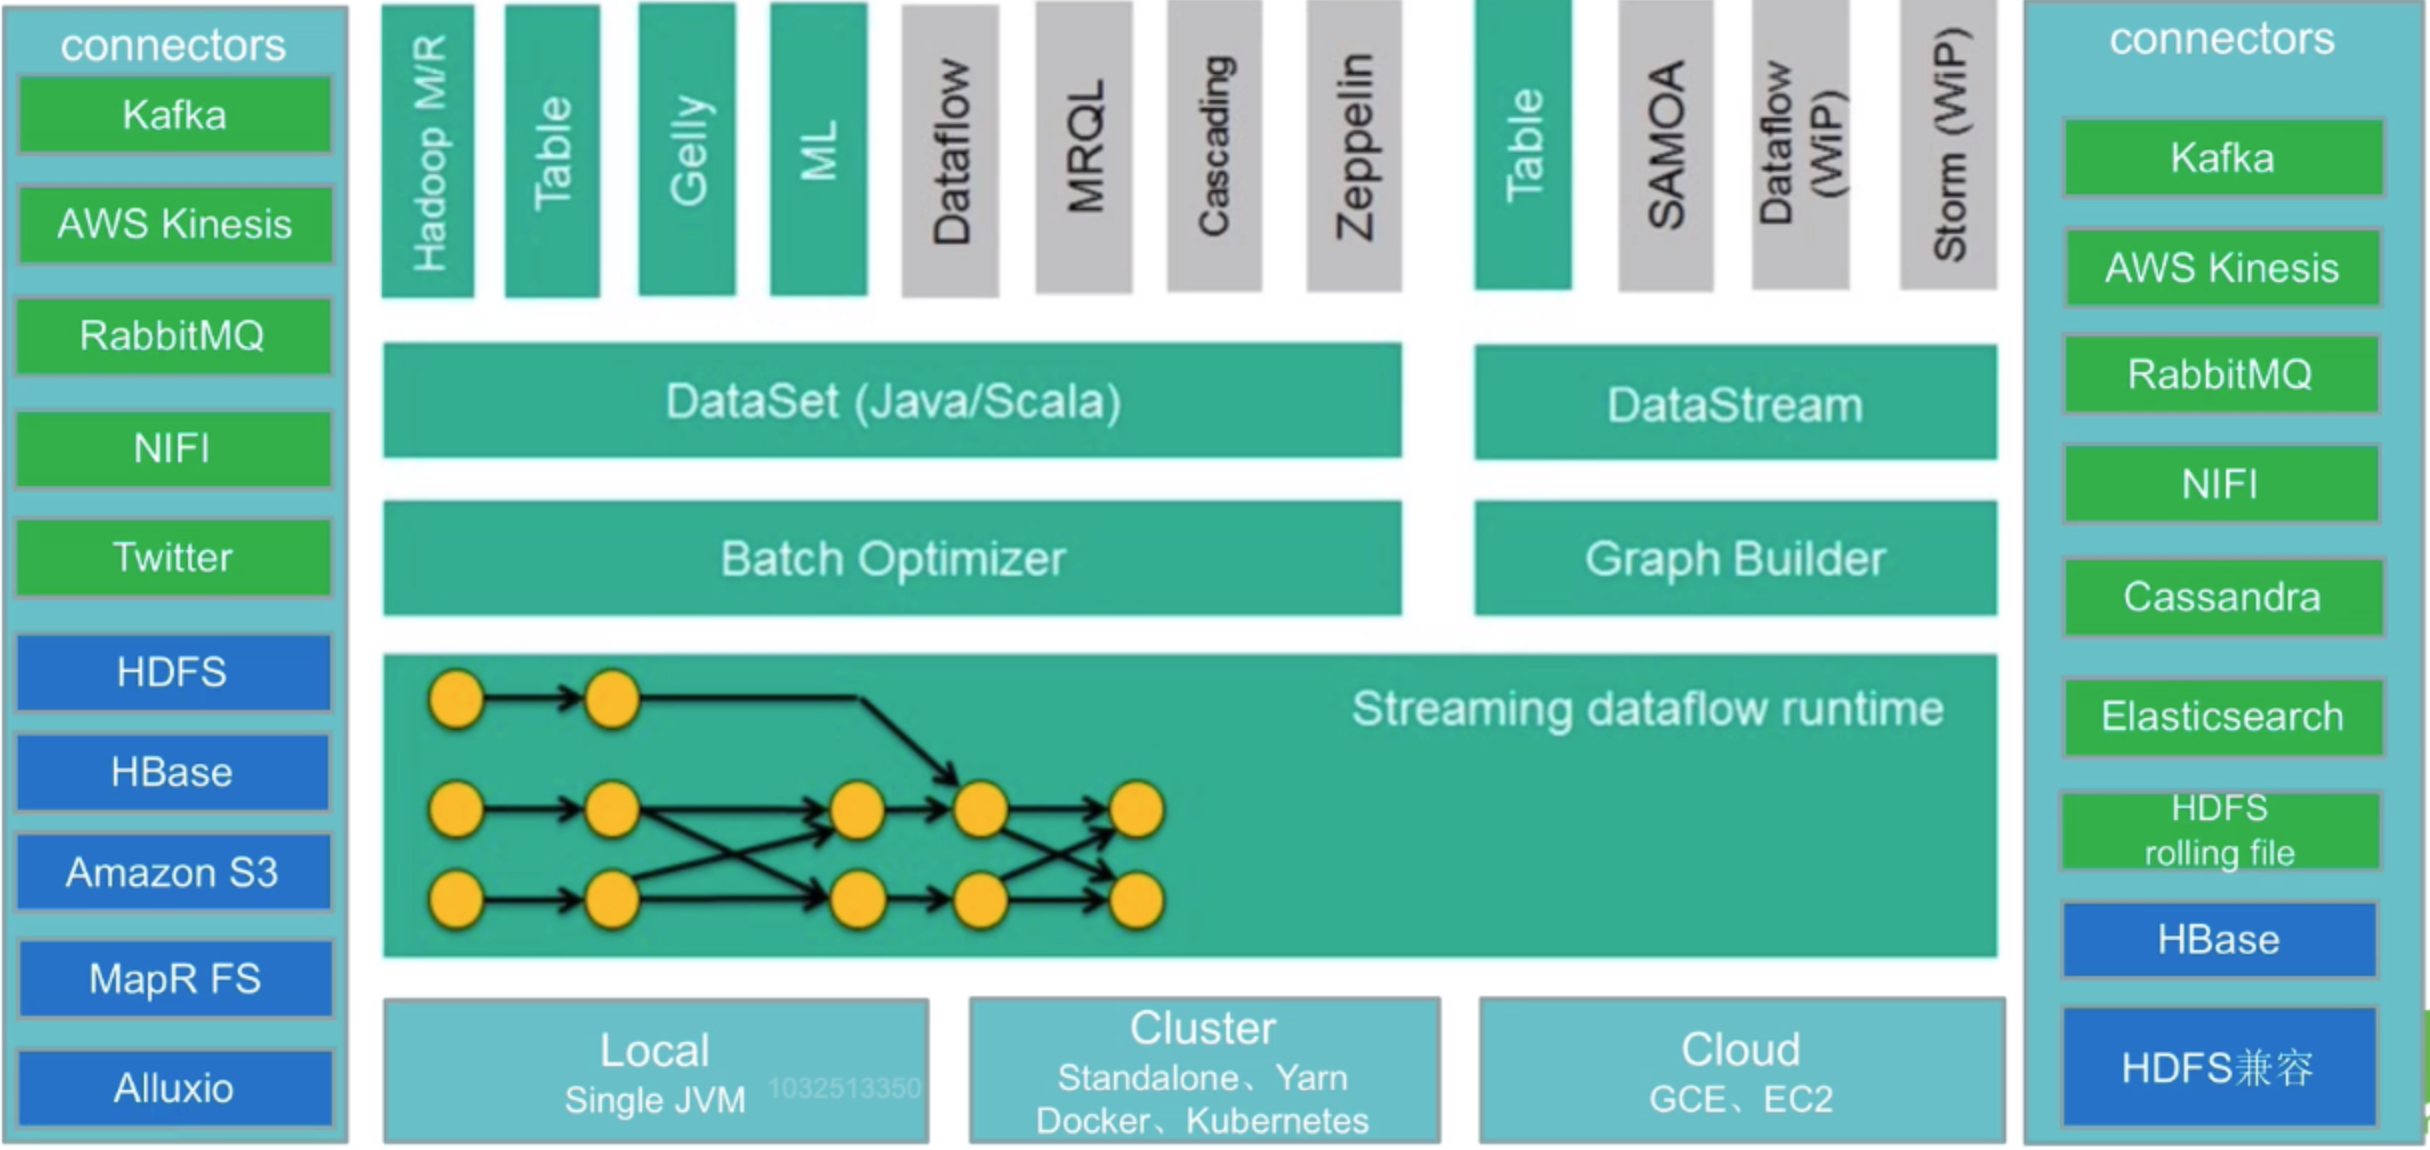 connectors
Kafka
AWS Kinesis
RabbitMQ
NIFI
Twitter
HDFS
HBase
Amazon S3
MapR FS
Alluxio
Hadoop M/R
Table
Gelly
ML
Dataflow
MRQL
Cascading
Zeppelin
Table
SAMOA
Dataflow
(WiP)
Storm (WiP)
DataSet (Java/Scala)
DataStream
Batch Optimizer
Graph Builder
Streaming dataflow runtime
Local
Single JVM
1032513350
Cluster
Standalone、Yarn
Docker、Kubernetes
Cloud
GCE、EC2
connectors
Kafka
AWS Kinesis
RabbitMQ
NIFI
Cassandra
Elasticsearch
HDFS
rolling file
HBase
HDFS兼容